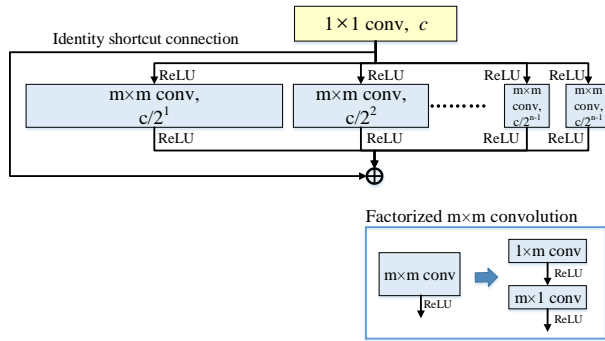 1×1 conv, c
Identity shortcut connection
ReLU ReLU ReLU ReLU
m×m conv,
c/2^1
m×m conv,
c/2^2
.........
m×m
conv,
c/2^{n-1}
m×m
conv,
c/2^{n-1}
ReLU ReLU ReLU ReLU
Factorized m×m convolution
m×m conv
ReLU
1×m conv
ReLU
m×1 conv
ReLU